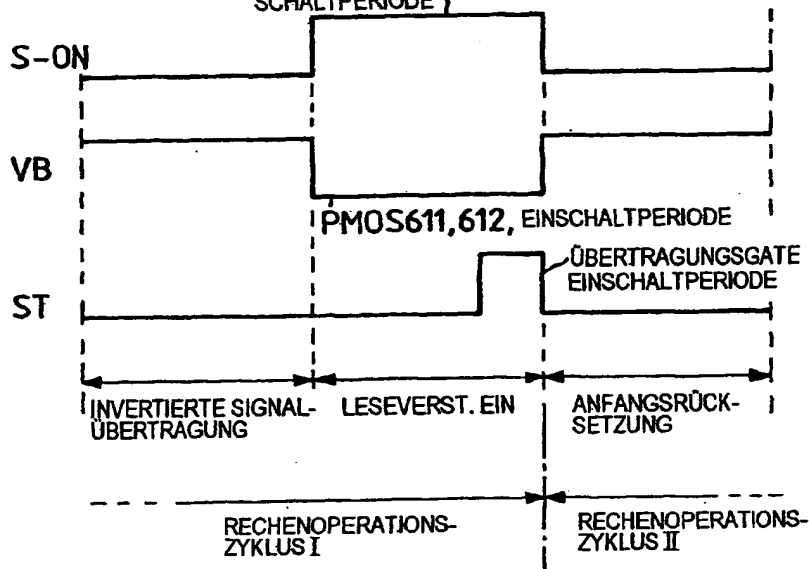 SCHALTPERIODE
S-ON
VB
PMOS611,612, EINSCHALTPERIODE
ÜBERTRAGUNGSGATE
EINSCHALTPERIODE
ST
INVERTIERTE SIGNAL-
ÜBERTRAGUNG
LESEVERST. EIN
ANFANGSRÜCK-
SETZUNG
RECHENOPERATIONS-
ZYKLUS I
RECHENOPERATIONS-
ZYKLUS II